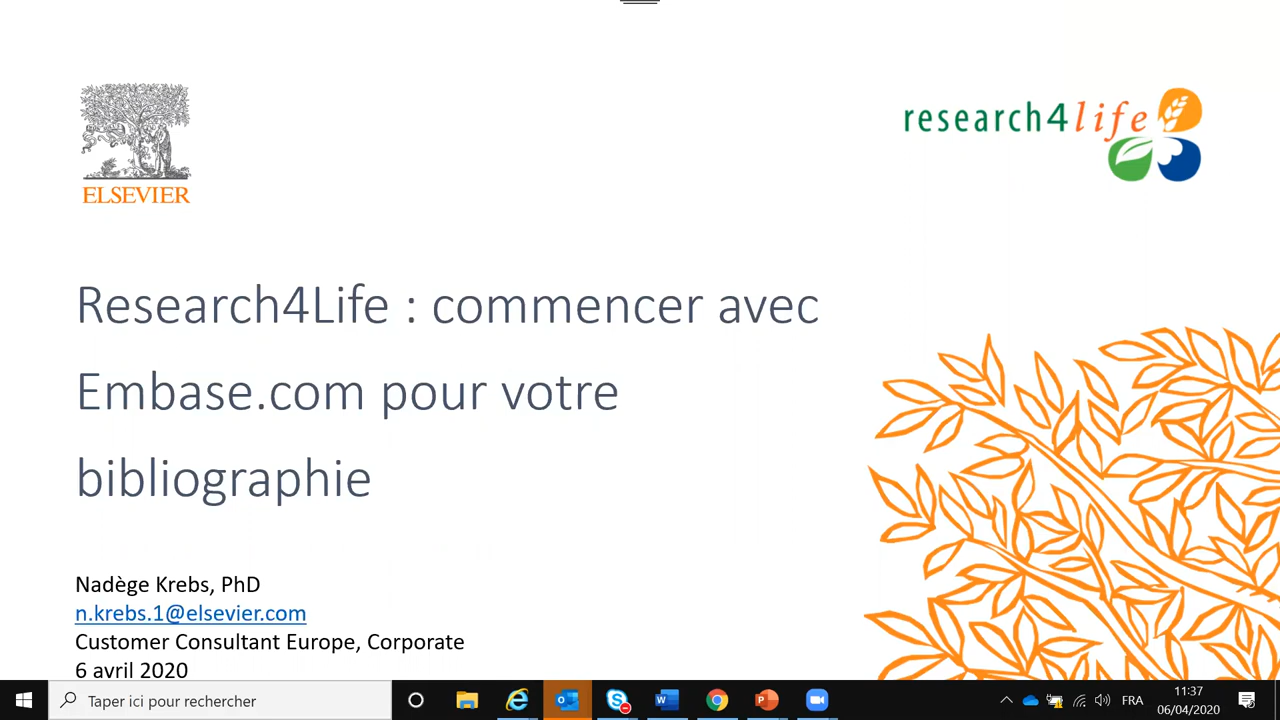 research4life
ELSEVIER
Research4Life : commencer avec
Embase.com pour votre
bibliographie
Nadège Krebs, PhD
n.krebs.1@elsevier.com
Customer Consultant Europe, Corporate
6 avril 2020
Taper ici pour rechercher
FRA
11:37
06/04/2020